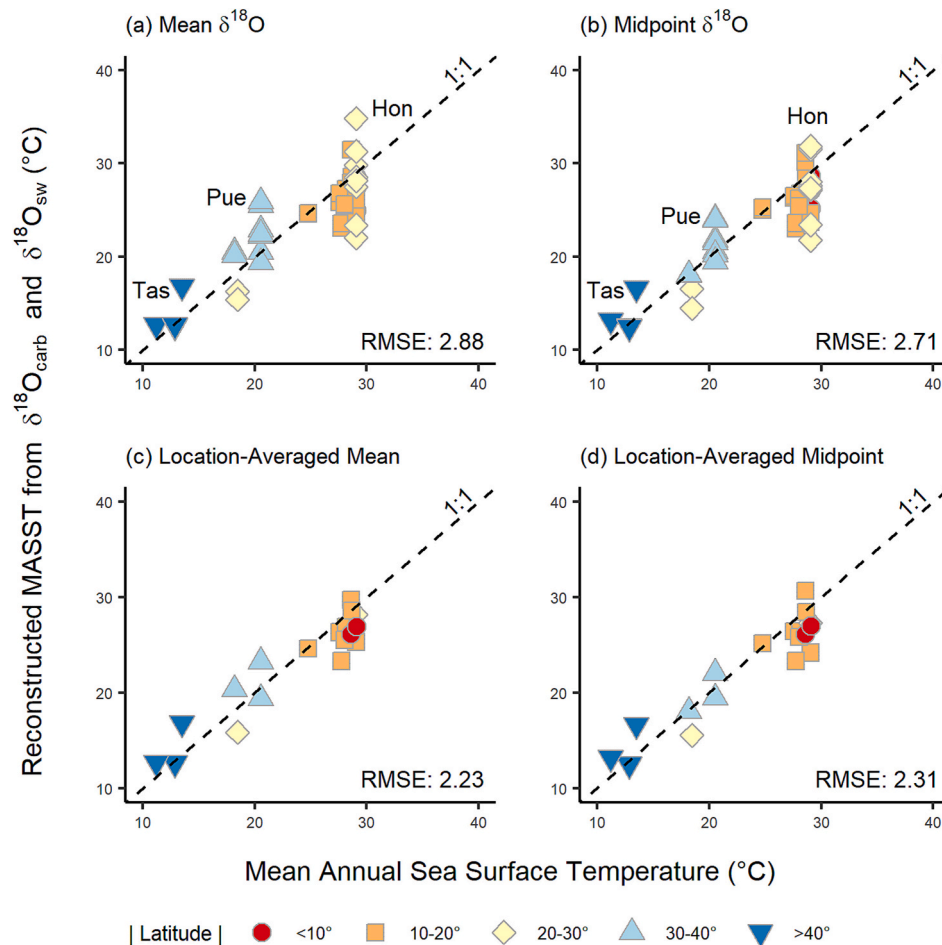 (a) Mean δ¹⁸O
40
30
20
10
10
20
30
40
1:1
Hon
Pue
Tas
RMSE: 2.88
(b) Midpoint δ¹⁸O
40
30
20
10
10
20
30
40
1:1
Hon
Pue
Tas
RMSE: 2.71
Reconstructed MASST from δ¹⁸O_carb and δ¹⁸O_sw (°C)
(c) Location-Averaged Mean
40
30
20
10
10
20
30
40
1:1
RMSE: 2.23
(d) Location-Averaged Midpoint
40
30
20
10
10
20
30
40
1:1
RMSE: 2.31
Mean Annual Sea Surface Temperature (°C)
| Latitude | <10° 10-20° 20-30° 30-40° >40°